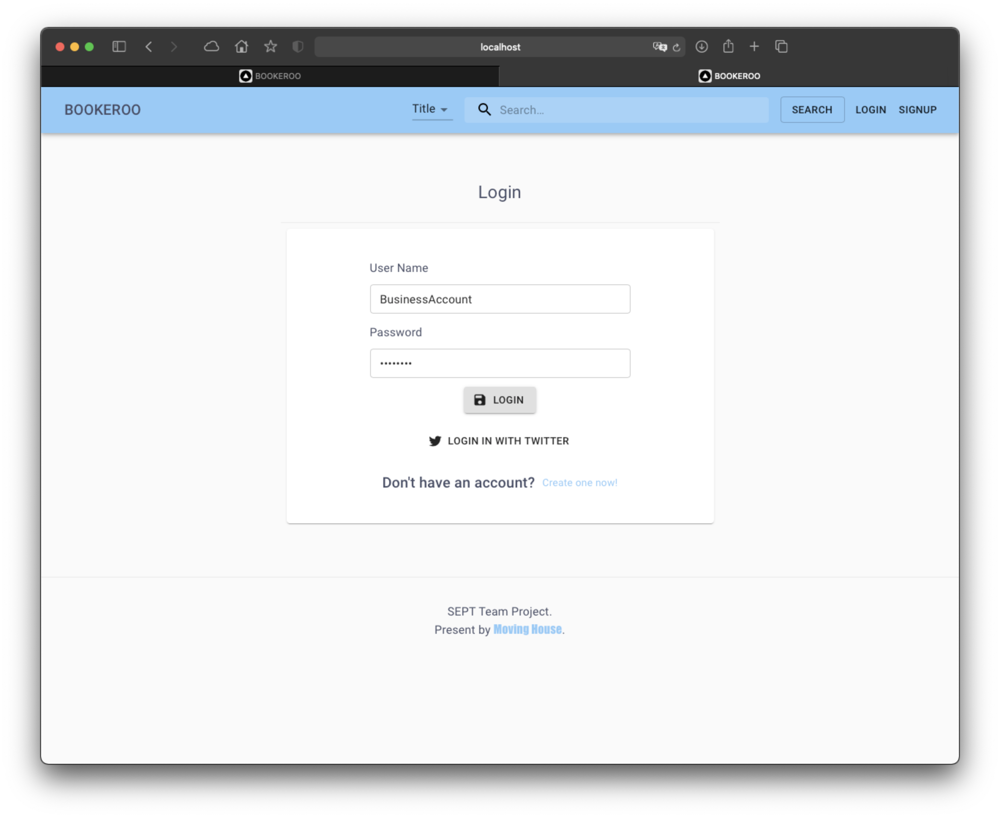 localhost
BOOKEROO
BOOKEROO
BOOKEROO
Title
Search...
SEARCH
LOGIN
SIGNUP
Login
User Name
BusinessAccount
Password
••••••••
LOGIN
LOGIN IN WITH TWITTER
Don't have an account? Create one now!
SEPT Team Project.
Present by Moving House.